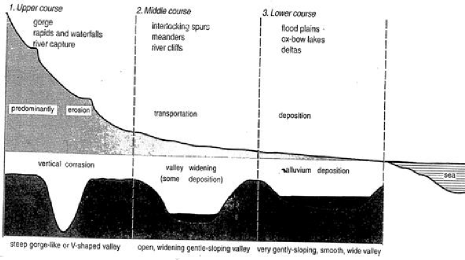 1. Upper course
gorge
rapids and waterfalls
river capture
2. Middle course
interlocking spurs
meanders
river cliffs
3. Lower course
flood plains -
ox-bow lakes
deltas
predominantly erosion
transportation
deposition
vertical corrasion
valley widening
(some deposition)
alluvium deposition
sea
steep gorge-like or V-shaped valley
open, widening gentle-sloping valley
very gently-sloping, smooth, wide valley